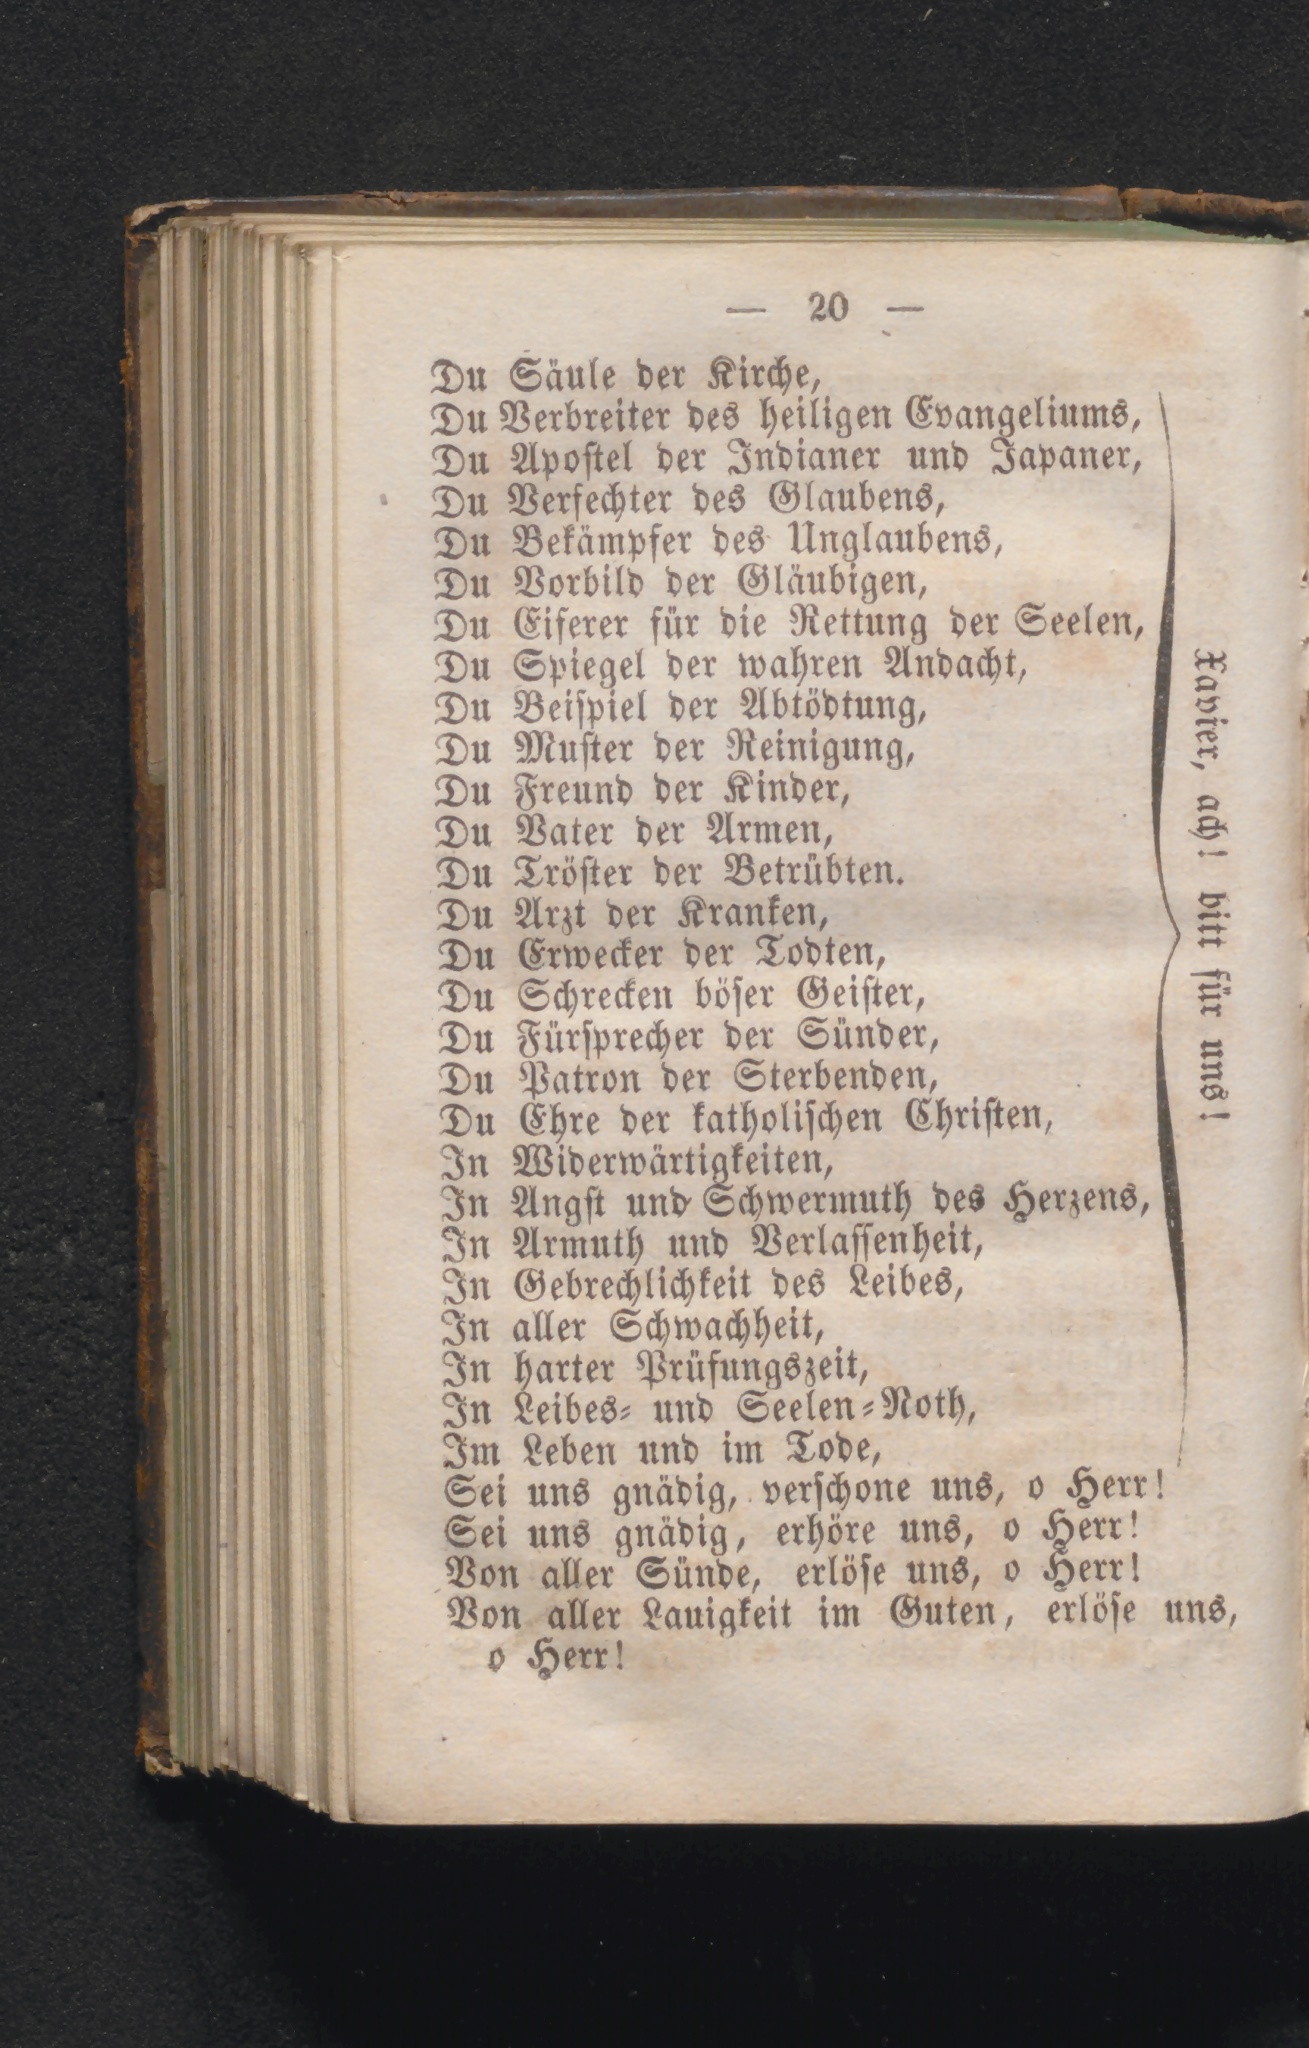 — 20 —
Du Säule der Kirche,
Du Verbreiter des heiligen Evangeliums,
Du Apostel der Indianer und Japaner,
Du Verfechter des Glaubens,
Du Bekämpfer des Unglaubens,
Du Vorbild der Gläubigen,
Du Eiferer für die Rettung der Seelen,
Du Spiegel der wahren Andacht,
Du Beispiel der Abtödtung,
Du Muster der Reinigung,
Du Freund der Kinder,
Du Vater der Armen,
Du Tröster der Betrübten.
Du Arzt der Kranken,
Du Erwecker der Todten,
Du Schrecken böser Geister,
Du Fürsprecher der Sünder,
Du Patron der Sterbenden,
Du Ehre der katholischen Christen,
In Widerwärtigkeiten,
In Angst und Schwermuth des Herzens,
In Armuth und Verlassenheit,
In Gebrechlichkeit des Leibes,
In aller Schwachheit,
In harter Prüfungszeit,
In Leibes- und Seelen-Noth,
Im Leben und im Tode,
Xavier, ach! bitt für uns!
Sei uns gnädig, verschone uns, o Herr!
Sei uns gnädig, erhöre uns, o Herr!
Von aller Sünde, erlöse uns, o Herr!
Von aller Lauigkeit im Guten, erlöse uns,
o Herr!